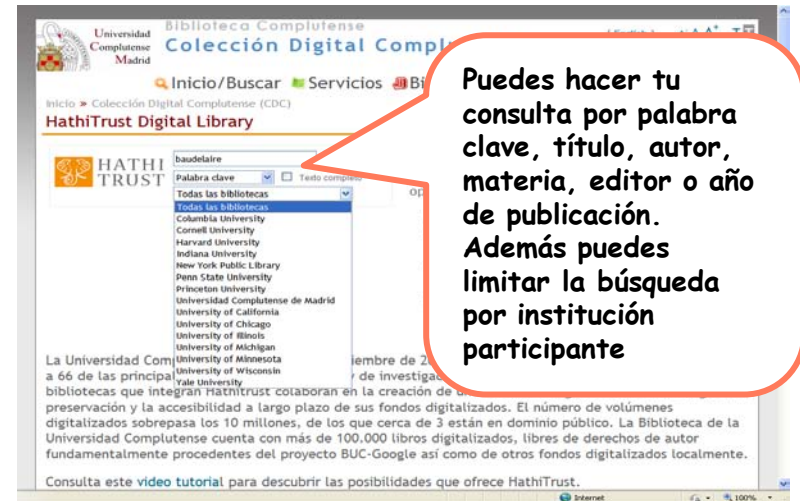 Universidad
Complutense
Madrid
Biblioteca Complutense
Colección Digital Compl
Inicio/Buscar Servicios Bi
Inicio » Colección Digital Complutense (CDC)
HathiTrust Digital Library
HATHI
TRUST
baudelaire
Palabra clave Texto completo
Todas las bibliotecas
Todas las bibliotecas
Columbia University
Cornell University
Harvard University
Indiana University
New York Public Library
Penn State University
Princeton University
Universidad Complutense de Madrid
University of California
University of Chicago
University of Illinois
University of Michigan
University of Minnesota
University of Wisconsin
Yale University
Puedes hacer tu
consulta por palabra
clave, título, autor,
materia, editor o año
de publicación.
Además puedes
limitar la búsqueda
por institución
participante
La Universidad Com iembre de 2
a 66 de las principa y de investigac
bibliotecas que integran Hathitrust colaboran en la creación de
preservación y la accesibilidad a largo plazo de sus fondos digitalizados. El número de volúmenes
digitalizados sobrepasa los 10 millones, de los que cerca de 3 están en dominio público. La Biblioteca de la
Universidad Complutense cuenta con más de 100.000 libros digitalizados, libres de derechos de autor
fundamentalmente procedentes del proyecto BUC-Google así como de otros fondos digitalizados localmente.
Consulta este video tutorial para descubrir las posibilidades que ofrece HathiTrust.
Internet 100%